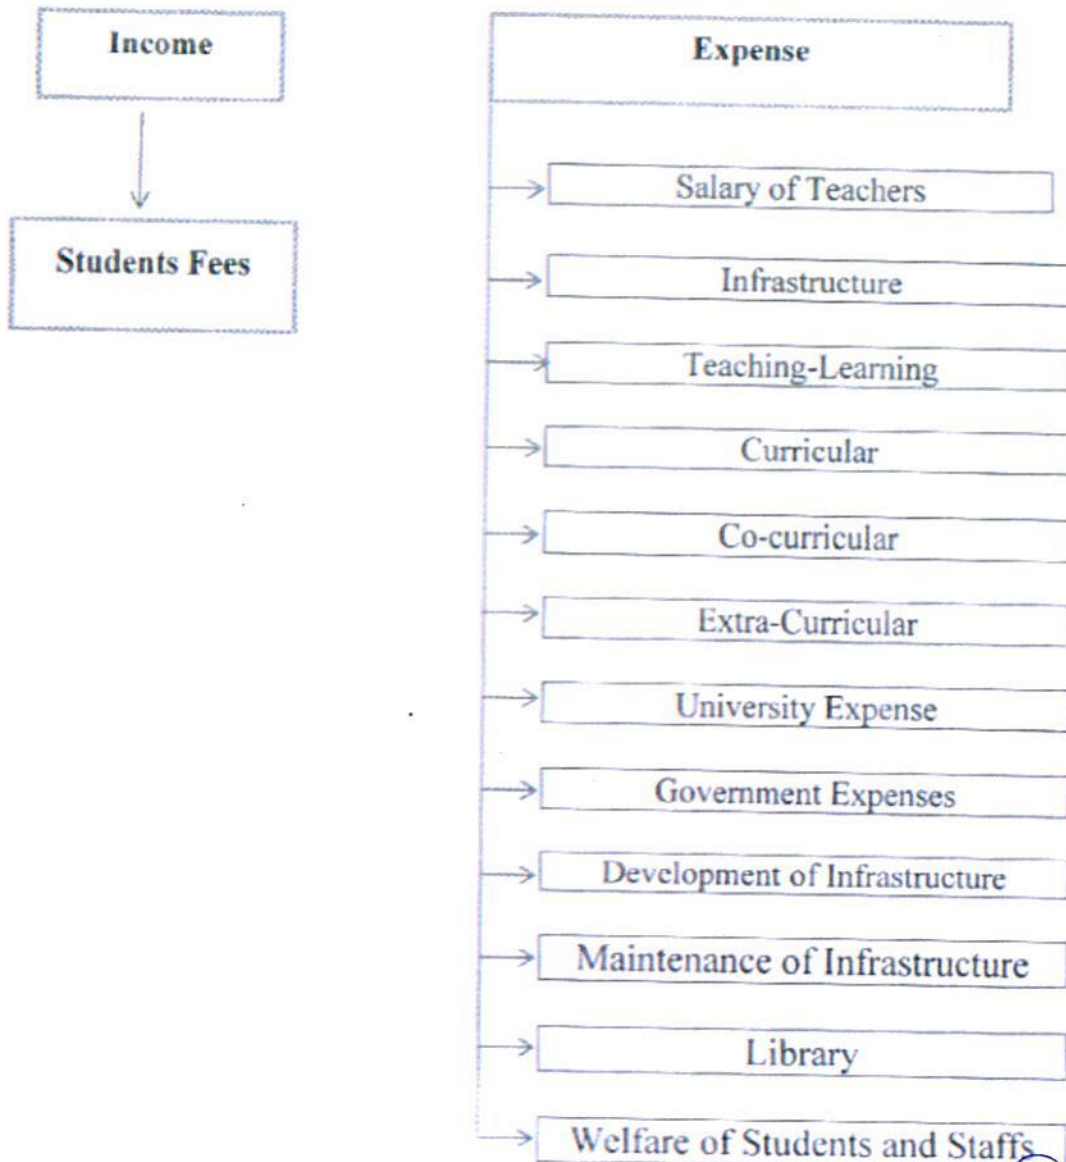 Income
Students Fees
Expense
Salary of Teachers
Infrastructure
Teaching-Learning
Curricular
Co-curricular
Extra-Curricular
University Expense
Government Expenses
Development of Infrastructure
Maintenance of Infrastructure
Library
Welfare of Students and Staffs